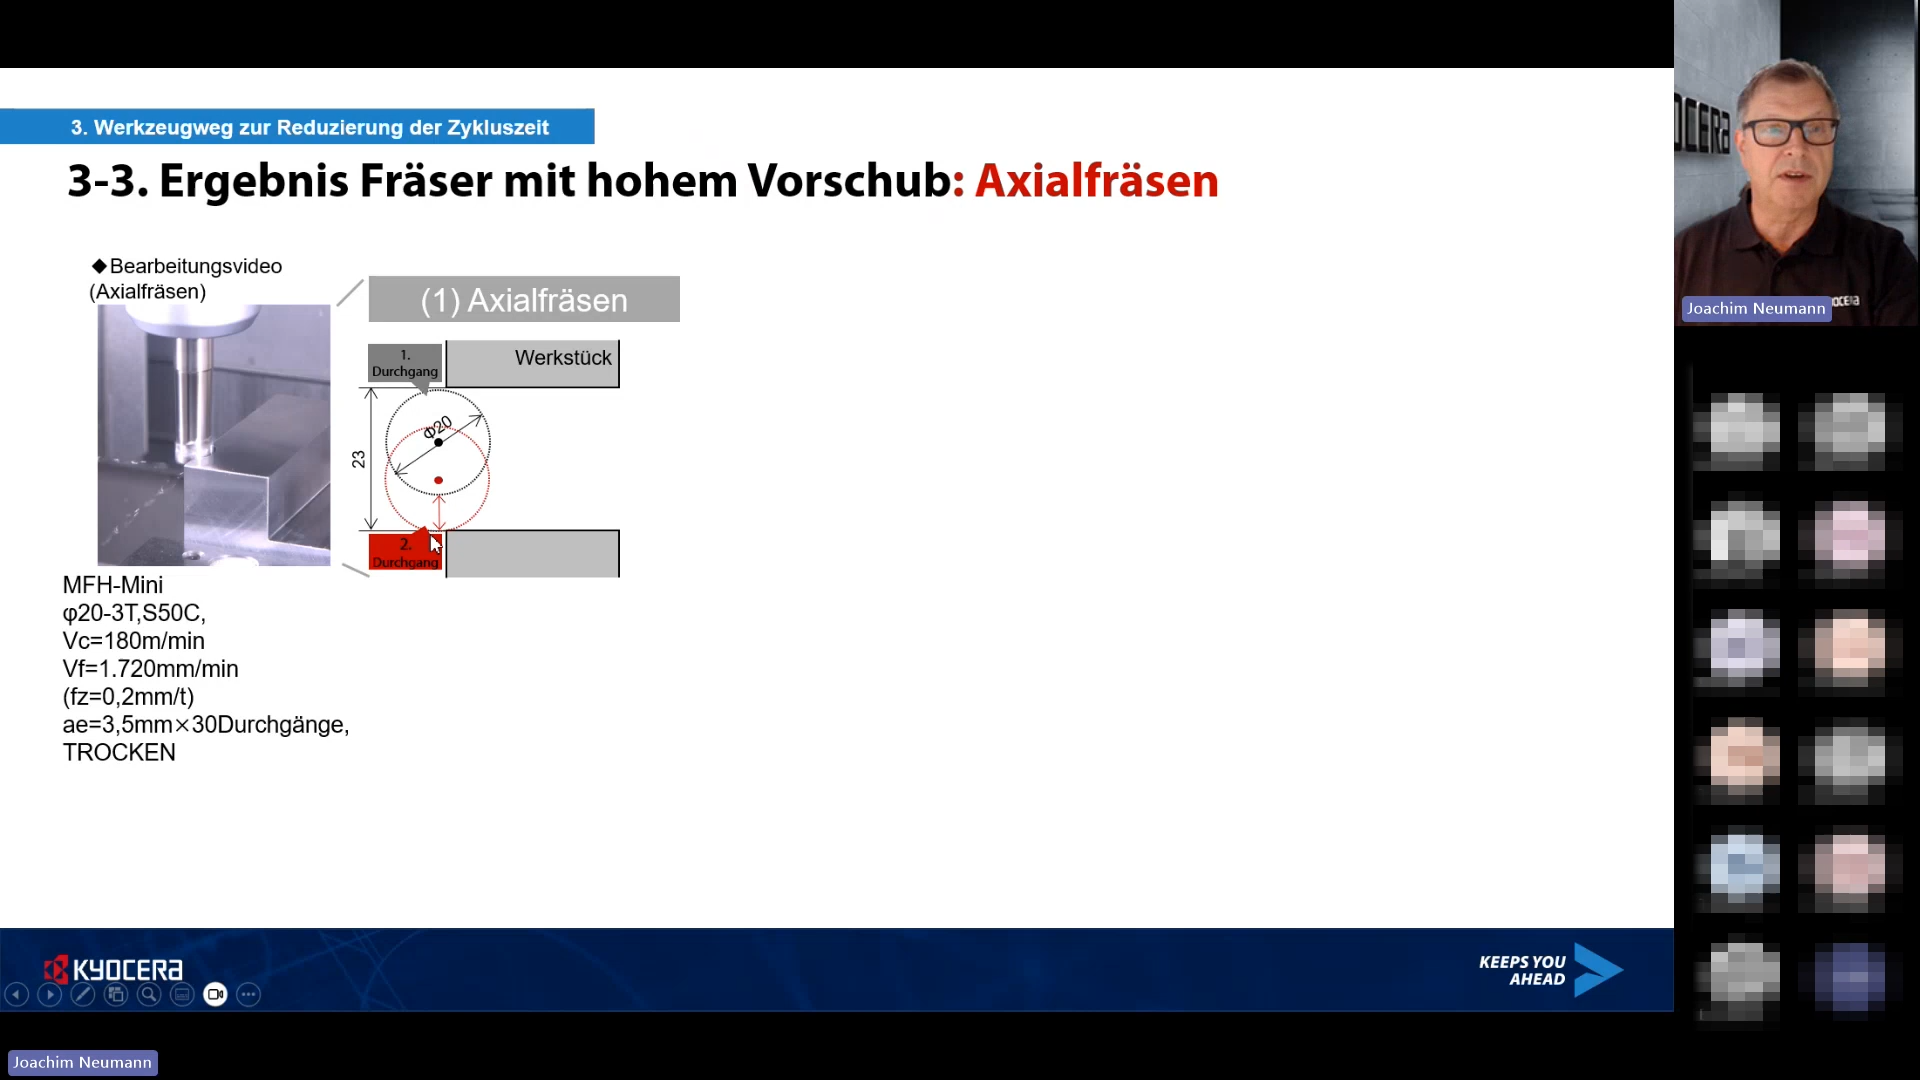 3. Werkzeugweg zur Reduzierung der Zykluszeit
3-3. Ergebnis Fräser mit hohem Vorschub: Axialfräsen
◆Bearbeitungsvideo
(Axialfräsen)
(1) Axialfräsen
1.
Durchgang
Werkstück
Φ20
23
2.
Durchgang
MFH-Mini
φ20-3T,S50C,
Vc=180m/min
Vf=1.720mm/min
(fz=0,2mm/t)
ae=3,5mm×30Durchgänge,
TROCKEN
KYOCERA
KEEPS YOU
AHEAD
Joachim Neumann
Joachim Neumann